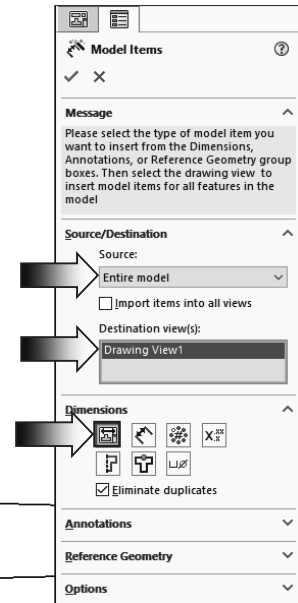 Model Items
Message
Please select the type of model item you
want to insert from the Dimensions,
Annotations, or Reference Geometry group
boxes. Then select the drawing view to
insert model items for all features in the
model
Source/Destination
Source:
Entire model
Import items into all views
Destination view(s):
Drawing View1
Dimensions
x.xx
Eliminate duplicates
Annotations
Reference Geometry
Options